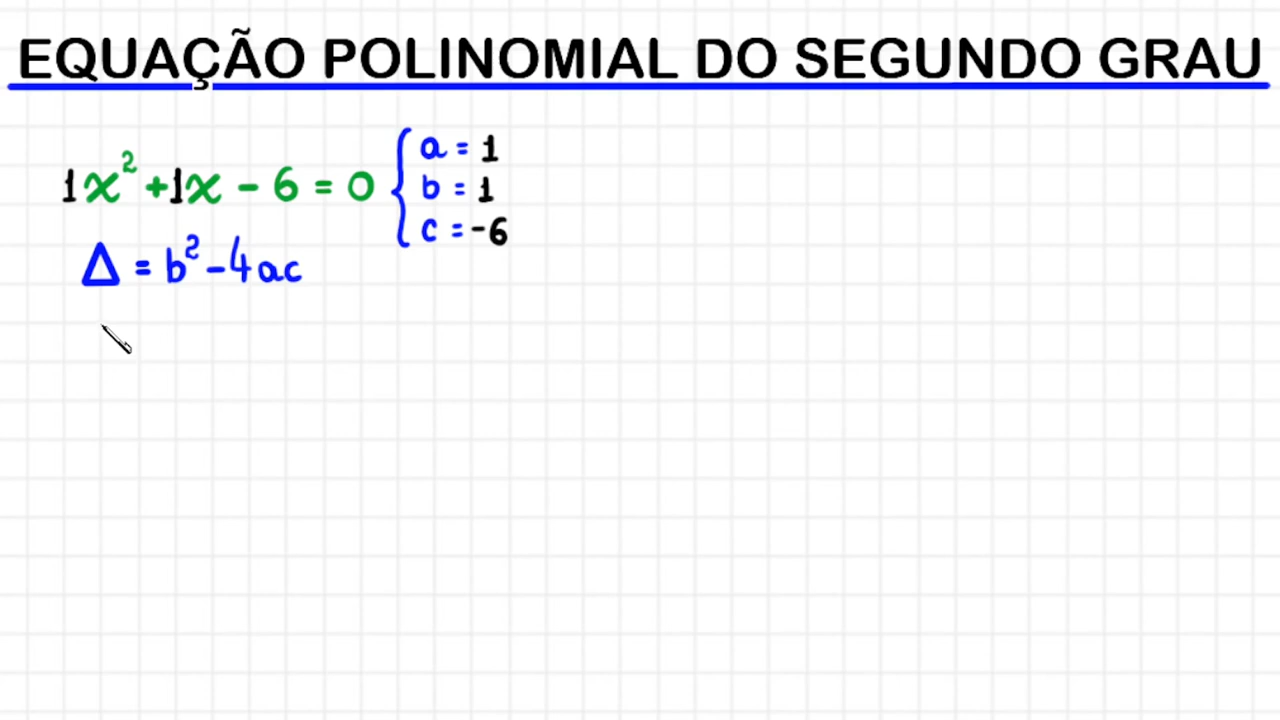 EQUAÇÃO POLINOMIAL DO SEGUNDO GRAU
1x² + 1x - 6 = 0
a = 1
b = 1
c = -6
Δ = b² - 4ac